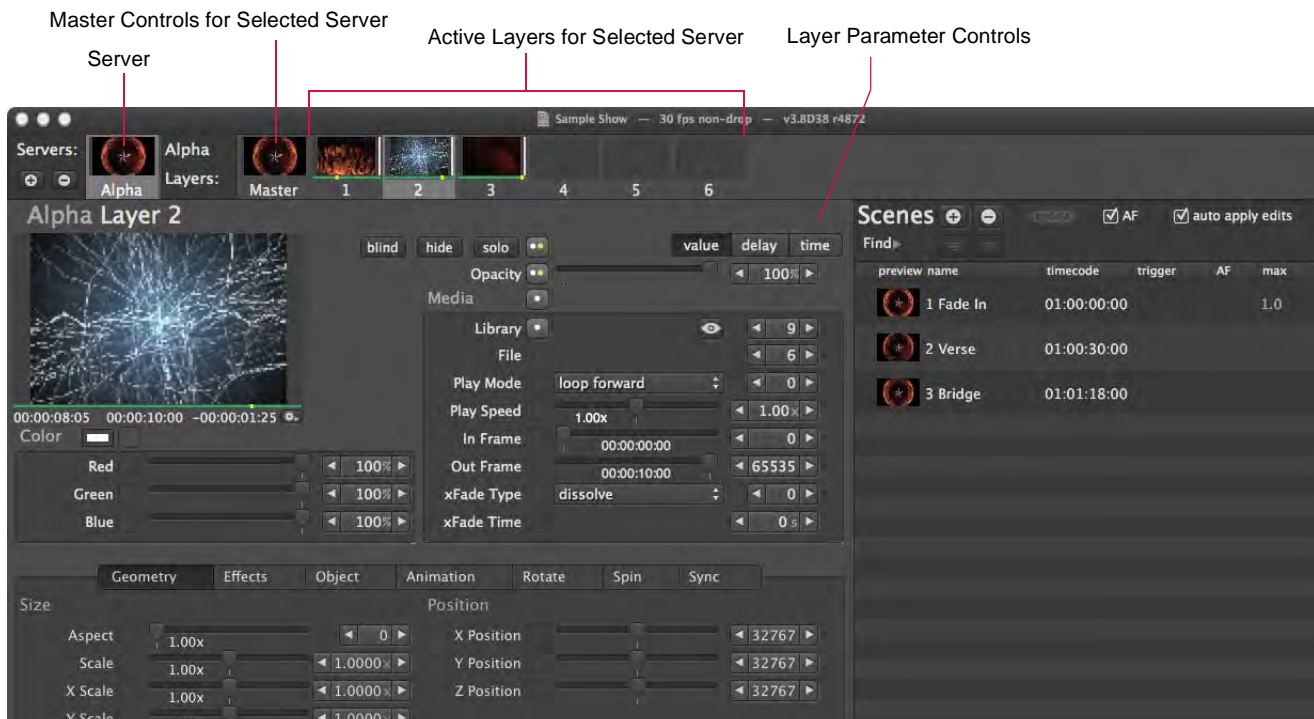 Master Controls for Selected Server
Server
Active Layers for Selected Server
Layer Parameter Controls
Sample Show — 30 fps non-drop — v3.8D38 r4872
Servers:
Alpha
Alpha
Layers:
Master 1 2 3 4 5 6
Alpha Layer 2
blind hide solo
value delay time
Opacity 100%
Media
Library 9
File 6
Play Mode loop forward 0
Play Speed 1.00x 1.00x
In Frame 00:00:00:00 0
Out Frame 00:00:10:00 65535
xFade Type dissolve 0
xFade Time 0 s
00:00:08:05 00:00:10:00 −00:00:01:25
Color
Red 100%
Green 100%
Blue 100%
Geometry Effects Object Animation Rotate Spin Sync
Size
Aspect 1.00x 0
Scale 1.00x 1.0000x
X Scale 1.00x 1.0000x
Y Scale 1.0000x
Position
X Position 32767
Y Position 32767
Z Position 32767
Scenes
AF
auto apply edits
Find
preview name timecode trigger AF max
1 Fade In 01:00:00:00 1.0
2 Verse 01:00:30:00
3 Bridge 01:01:18:00